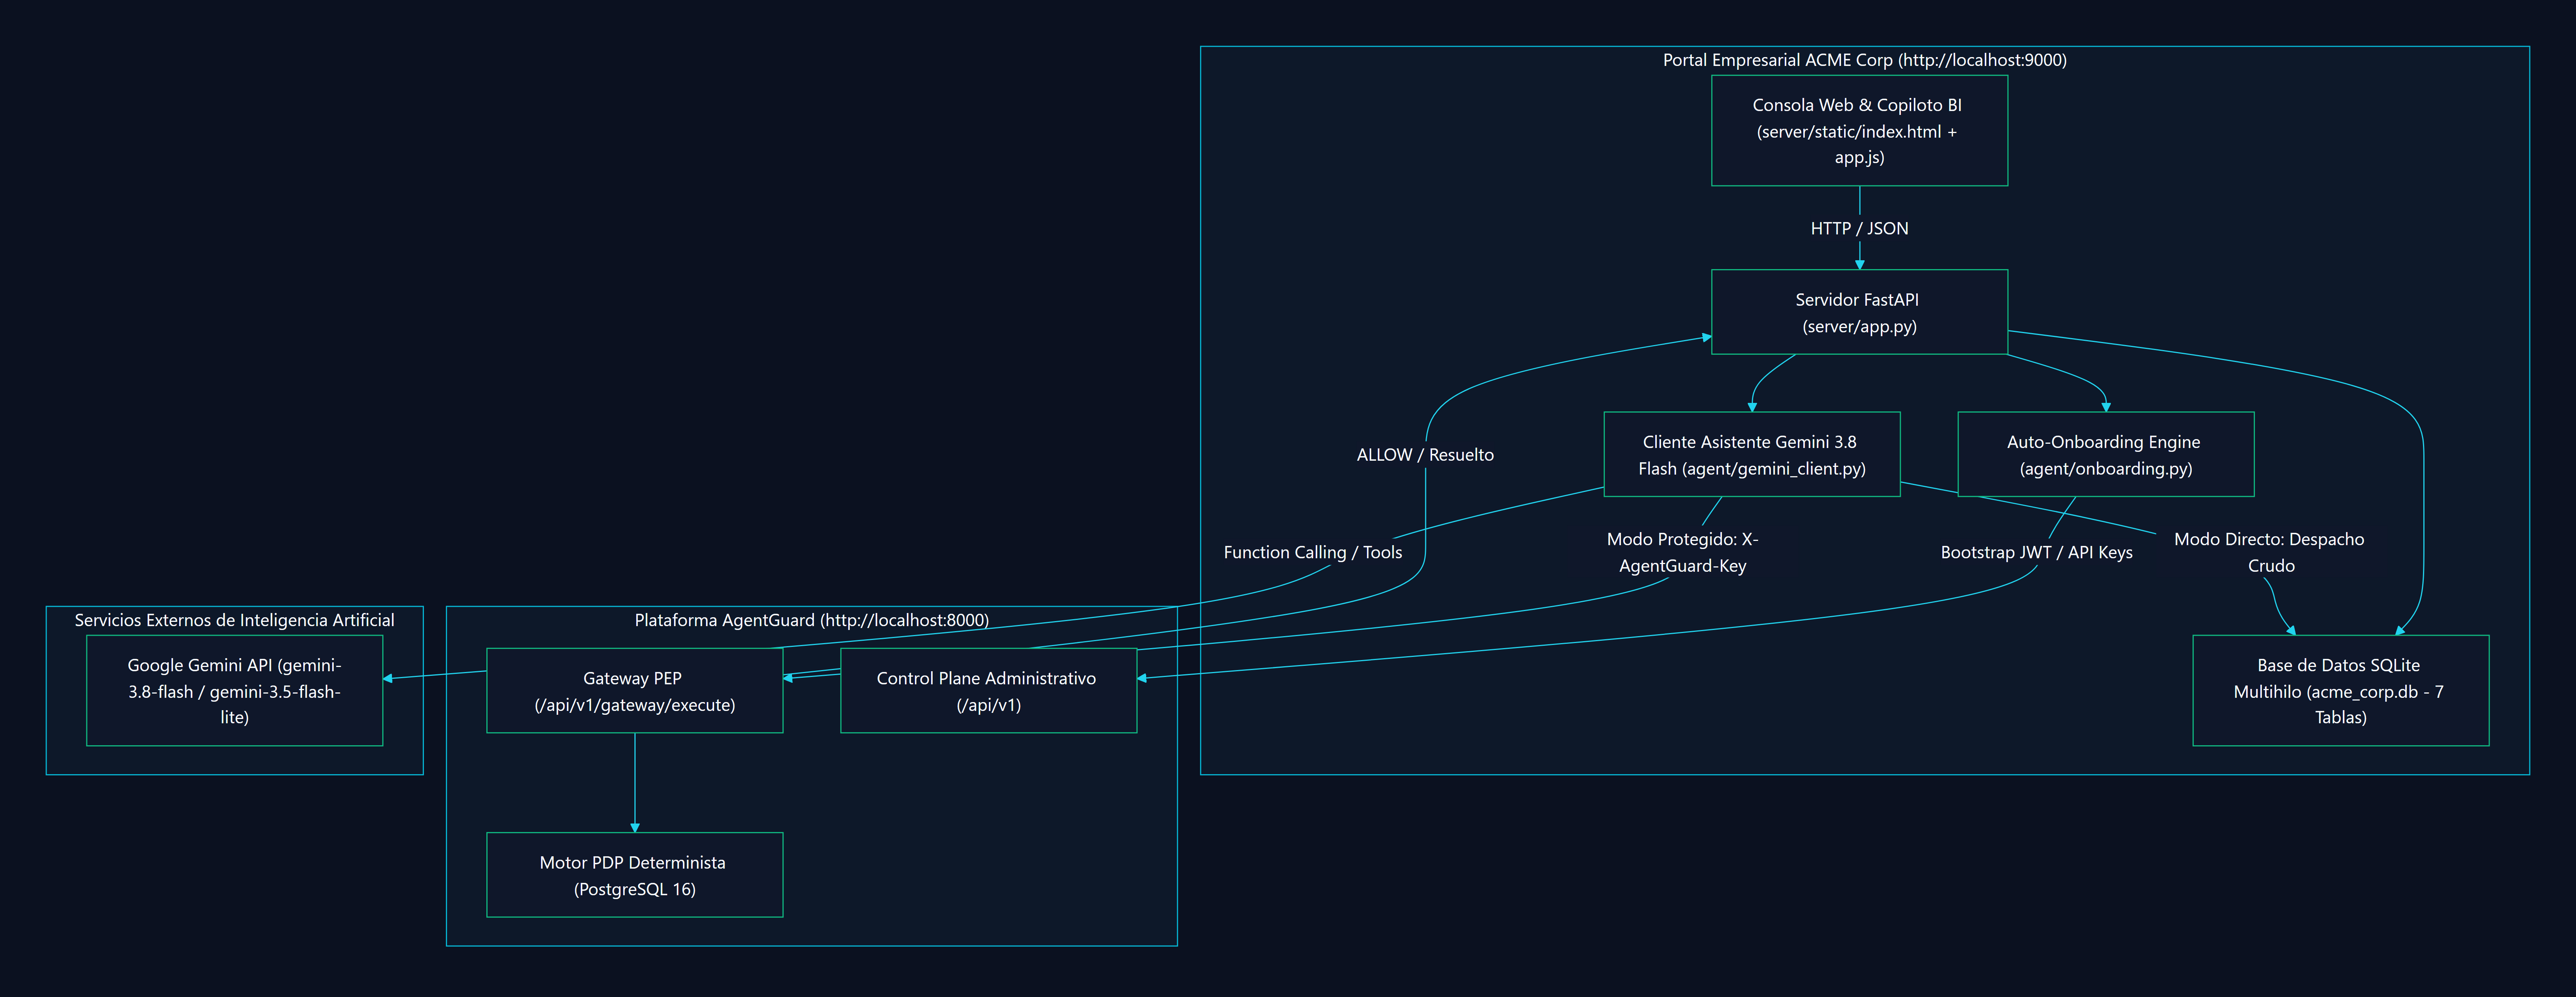 Portal Empresarial ACME Corp (http://localhost:9000)
Consola Web & Copiloto BI
(server/static/index.html +
app.js)
HTTP / JSON
Servidor FastAPI
(server/app.py)
Cliente Asistente Gemini 3.8
Flash (agent/gemini_client.py)
Auto-Onboarding Engine
(agent/onboarding.py)
ALLOW / Resuelto
Function Calling / Tools
Modo Protegido: X-
AgentGuard-Key
Bootstrap JWT / API Keys
Modo Directo: Despacho
Crudo
Servicios Externos de Inteligencia Artificial
Google Gemini API (gemini-
3.8-flash / gemini-3.5-flash-
lite)
Plataforma AgentGuard (http://localhost:8000)
Gateway PEP
(/api/v1/gateway/execute)
Control Plane Administrativo
(/api/v1)
Base de Datos SQLite
Multihilo (acme_corp.db - 7
Tablas)
Motor PDP Determinista
(PostgreSQL 16)